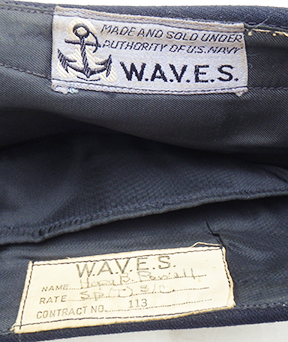 MADE AND SOLD UNDER
AUTHORITY OF U.S. NAVY
W.A.V.E.S.
W.A.V.E.S.
NAME
RATE
CONTRACT NO. 113